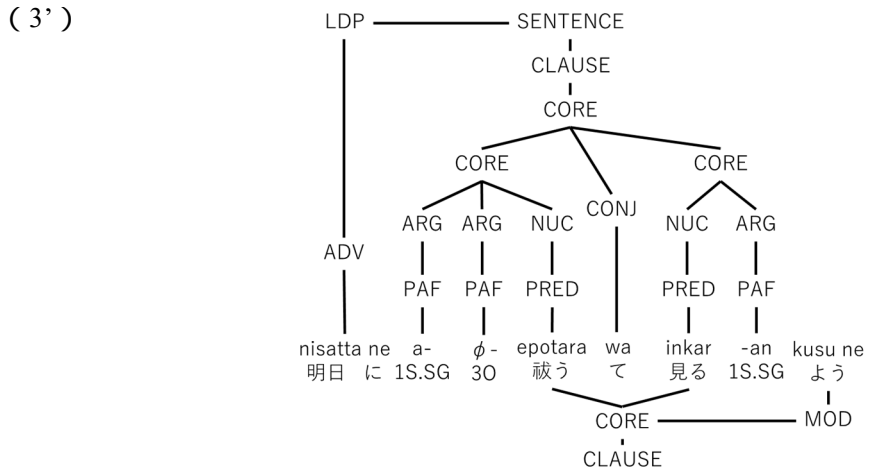 (3’)
LDP SENTENCE
CLAUSE
CORE
CORE CORE
ARG ARG NUC CONJ NUC ARG
ADV
PAF PAF PRED PRED PAF
nisatta ne a- ϕ- epotara wa inkar -an kusu ne
明日 に 1S.SG 3O 祓う て 見る 1S.SG よう
CORE MOD
CLAUSE